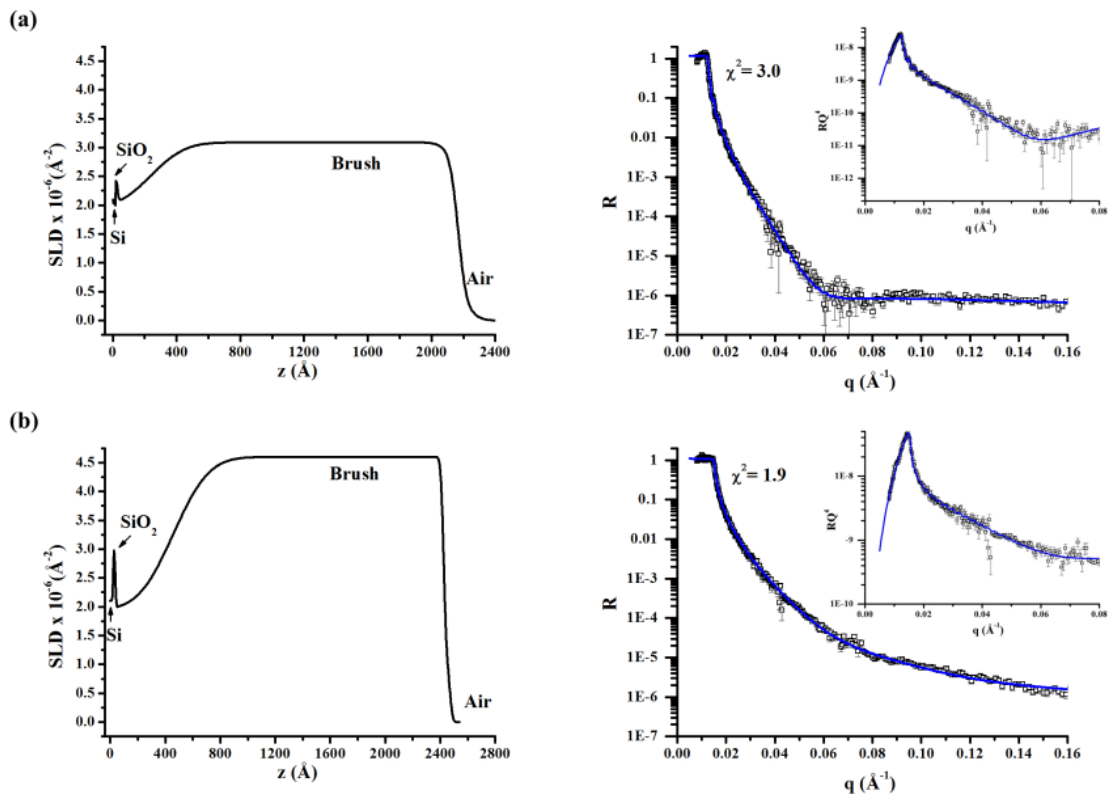 (a)
4.5
4.0
3.5
3.0
2.5
2.0
1.5
1.0
0.5
0.0
SLD x 10⁻⁶(Å⁻²)
SiO₂
Si
Brush
Air
0 400 800 1200 1600 2000 2400
z (Å)
1
0.1
0.01
1E-3
1E-4
1E-5
1E-6
1E-7
R
χ²= 3.0
0.00 0.02 0.04 0.06 0.08 0.10 0.12 0.14 0.16
q (Å⁻¹)
1E-8
1E-9
1E-10
1E-11
1E-12
RQ⁴
0.00 0.02 0.04 0.06 0.08
q (Å⁻¹)
(b)
4.5
4.0
3.5
3.0
2.5
2.0
1.5
1.0
0.5
0.0
SLD x 10⁻⁶(Å⁻²)
SiO₂
Si
Brush
Air
0 400 800 1200 1600 2000 2400 2800
z (Å)
1
0.1
0.01
1E-3
1E-4
1E-5
1E-6
1E-7
R
χ²= 1.9
0.00 0.02 0.04 0.06 0.08 0.10 0.12 0.14 0.16
q (Å⁻¹)
1E-8
-9
1E-10
RQ⁴
0.00 0.02 0.04 0.06 0.08
q (Å⁻¹)